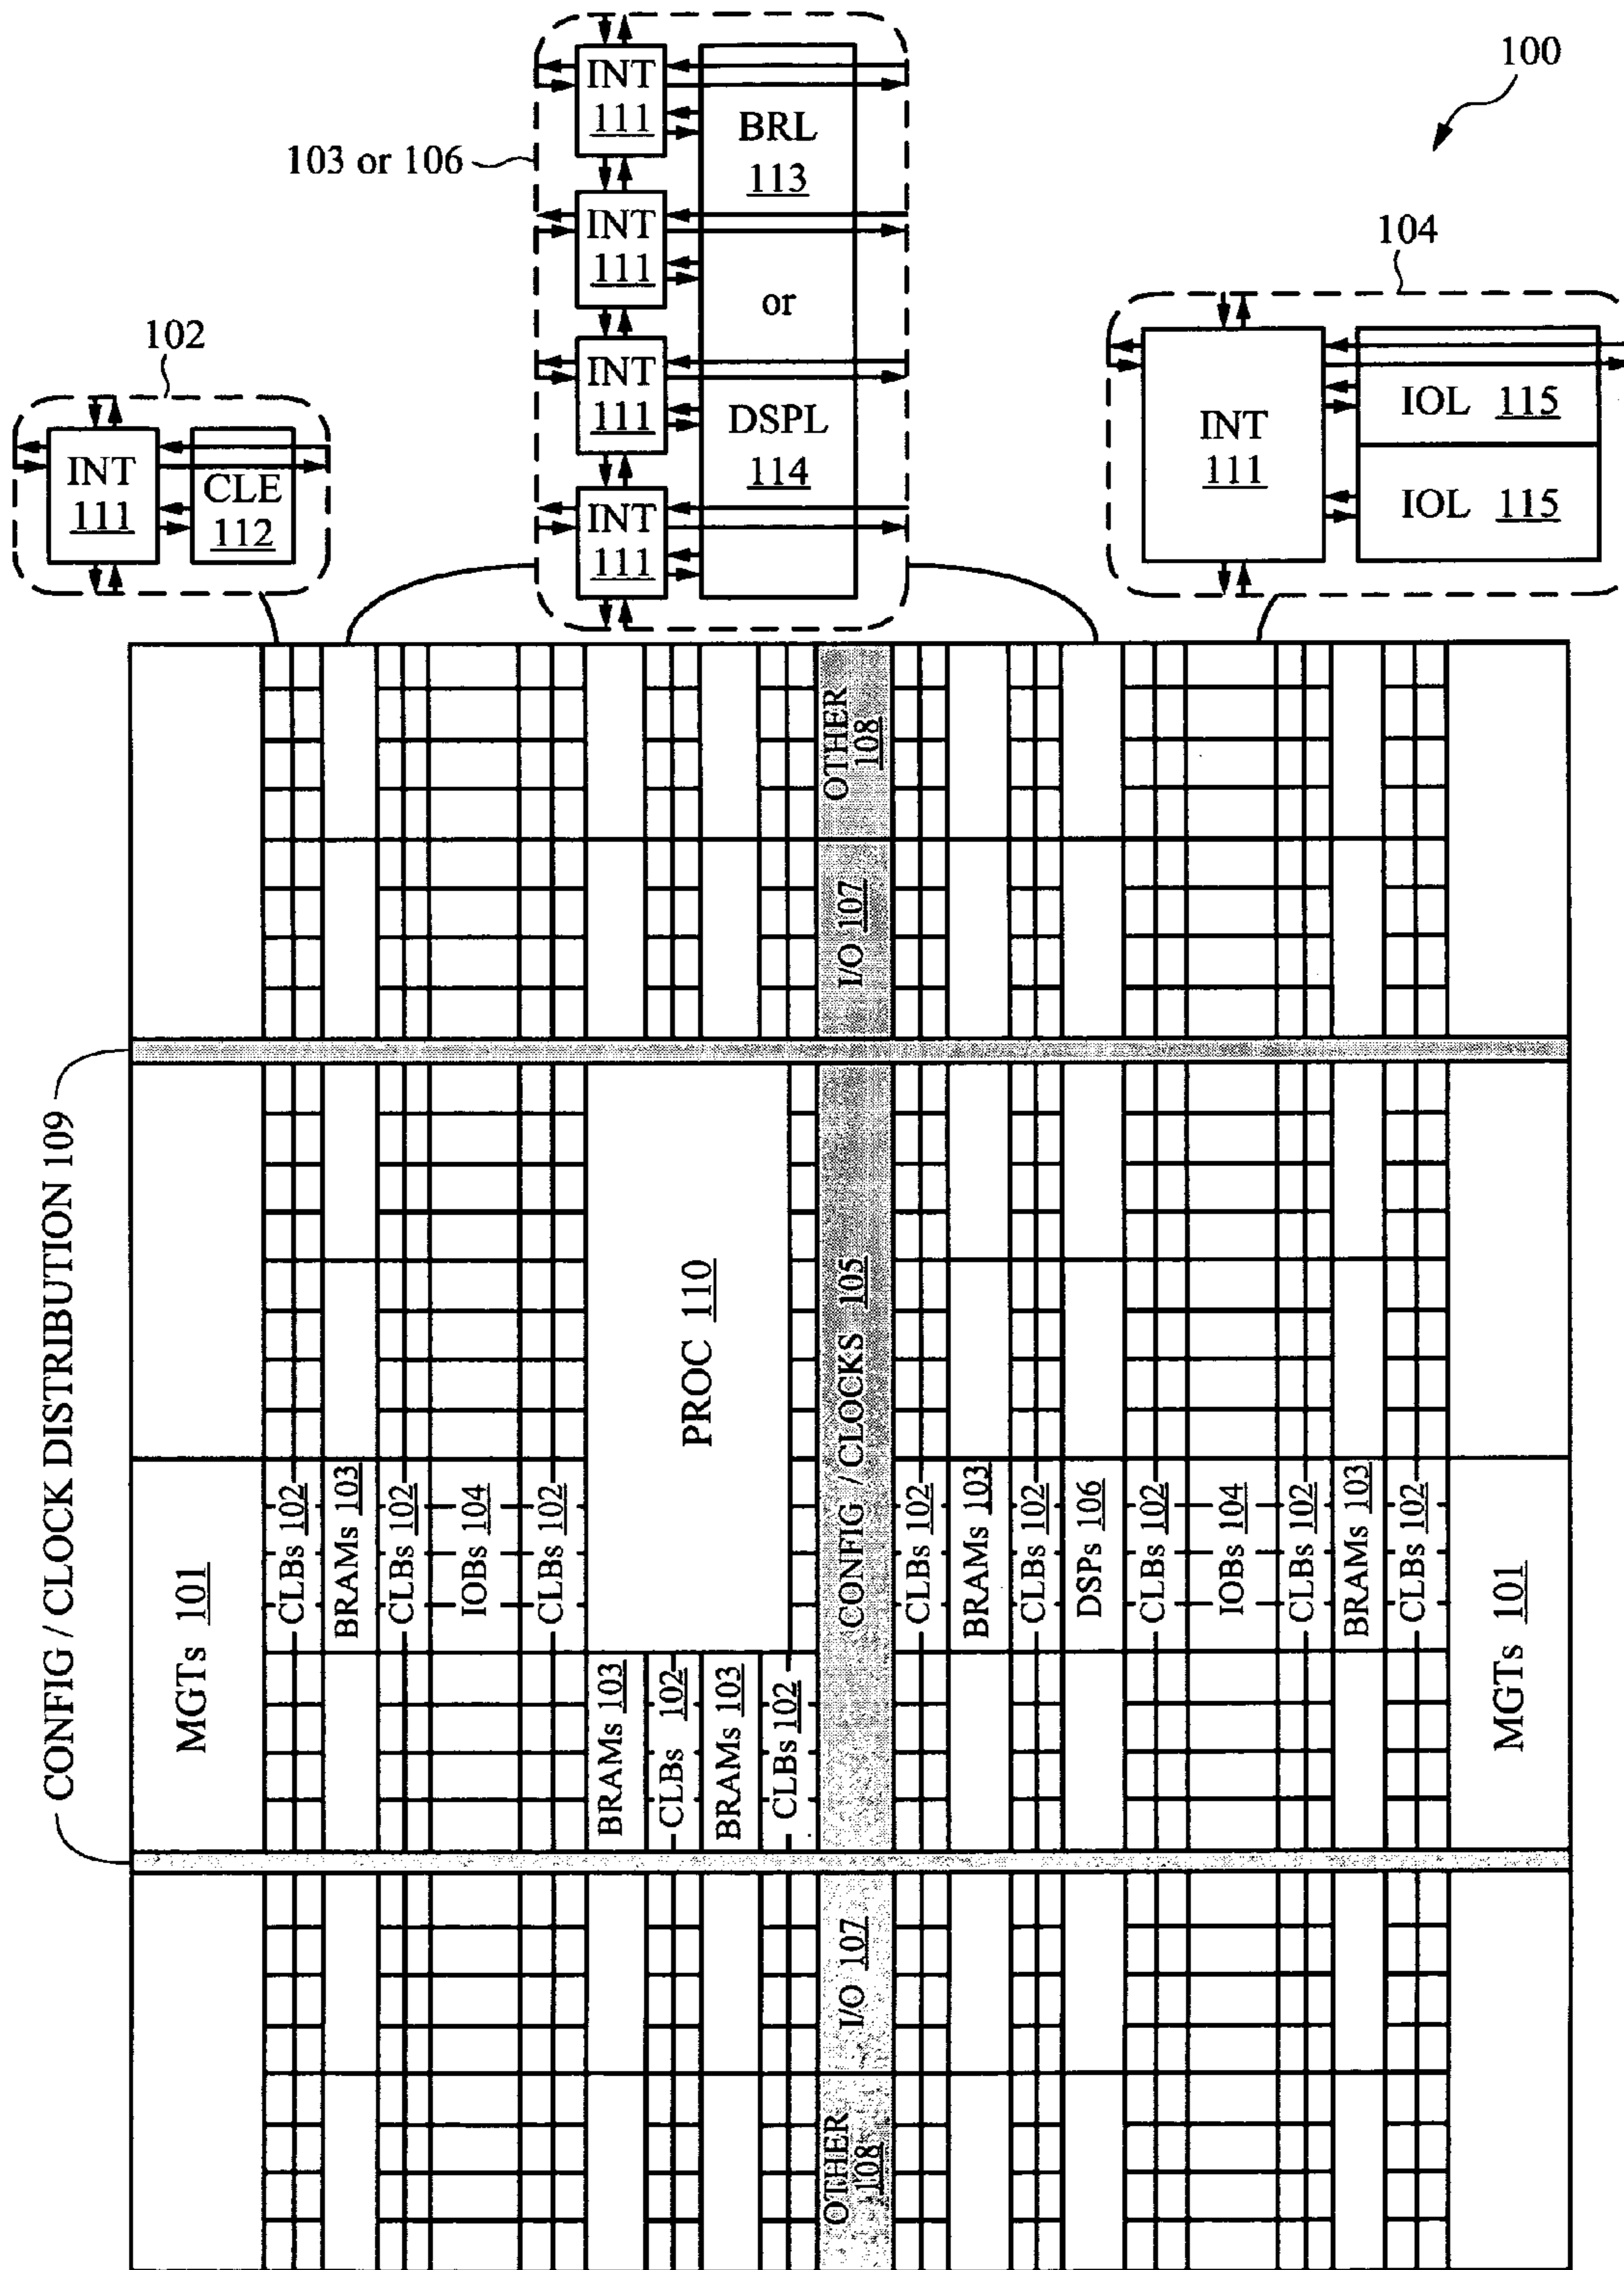 100
103 or 106
INT
111
INT
111
INT
111
INT
111
BRL
113
or
DSPL
114
102
INT
111
CLE
112
104
INT
111
IOL 115
IOL 115
CONFIG / CLOCK DISTRIBUTION 109
OTHER
108
I/O 107
PROC 110
CONFIG / CLOCKS 105
MGTs 101
CLBs 102
BRAMs 103
CLBs 102
IOBs 104
CLBs 102
BRAMs 103
CLBs 102
BRAMs 103
CLBs 102
CLBs 102
BRAMs 103
CLBs 102
DSPs 106
CLBs 102
IOBs 104
CLBs 102
BRAMs 103
CLBs 102
MGTs 101
I/O 107
OTHER
108